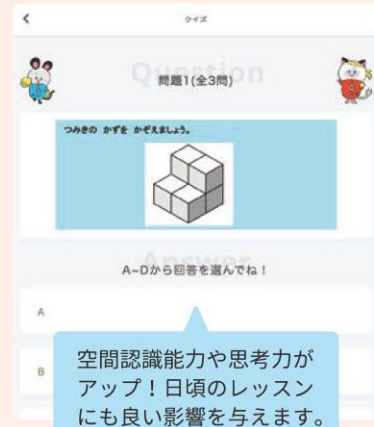 クイズ
Question
問題1(全3問)
つみきの かずを かぞえましょう。
Answer
A~Dから回答を選んでね！
A
B
空間認識能力や思考力が
アップ！日頃のレッスン
にも良い影響を与えます。